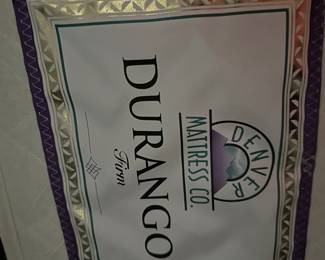 DENVER
MATTRESS CO.
DURANGO
Firm